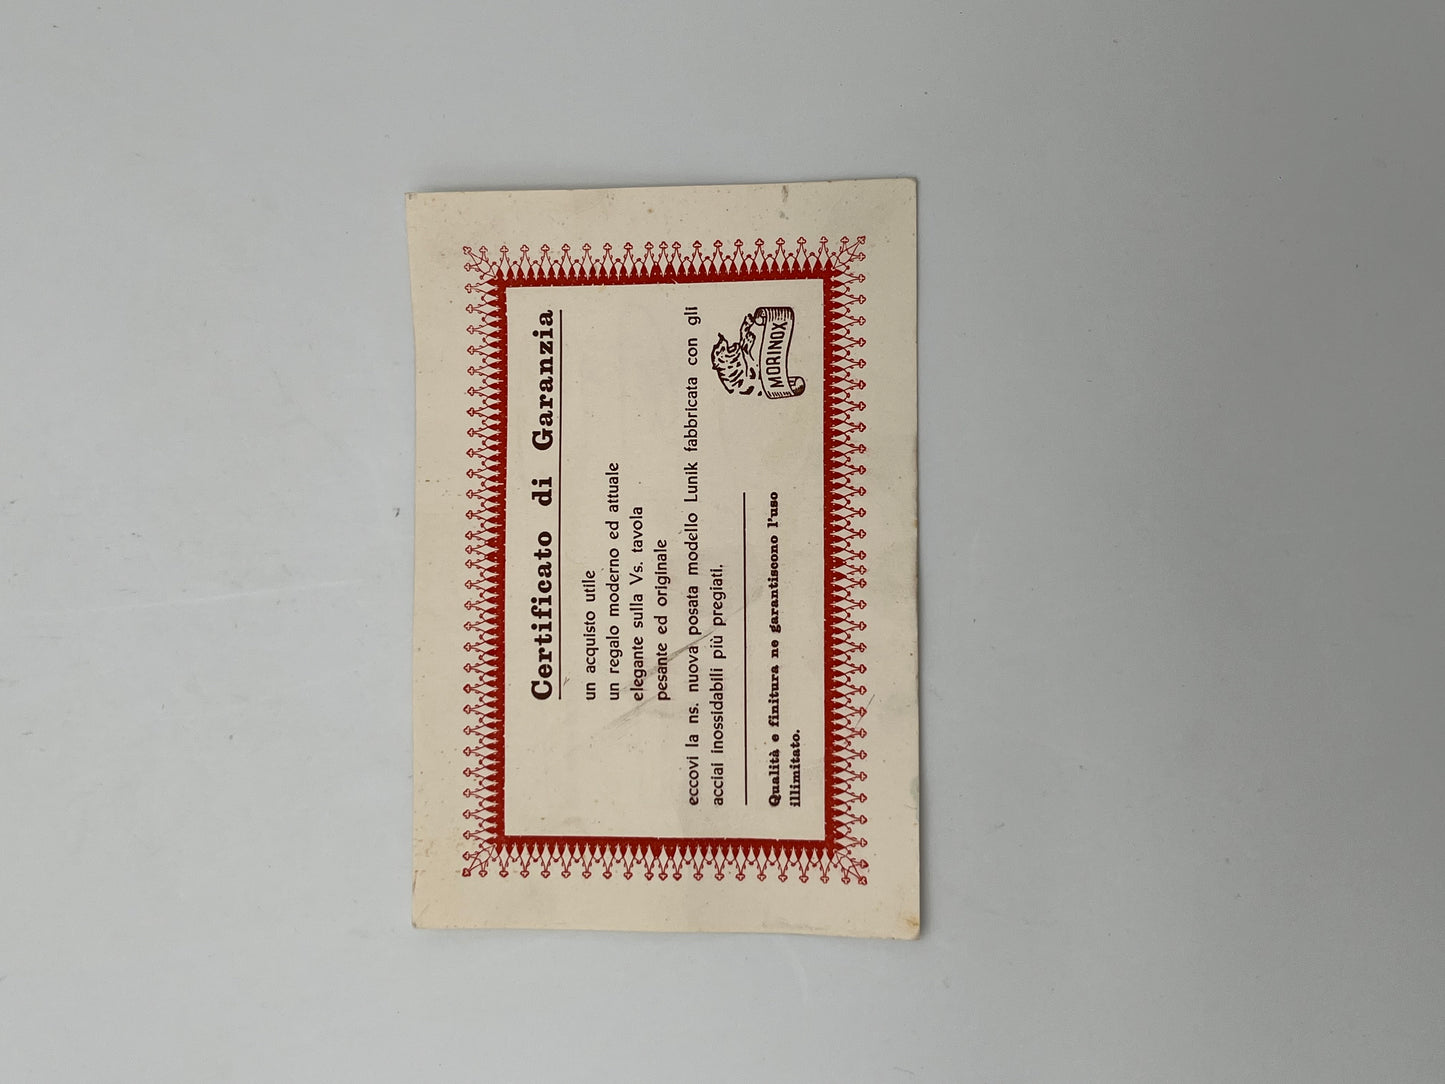 Certificato di Garanzia
un acquisto utile
un regalo moderno ed attuale
elegante sulla Vs. tavola
pesante ed originale
eccovi la ns. nuova posata modello Lunik fabbricata con gli
acciai inossidabili più pregiati.
MORINOX
Qualità e finitura ne garantiscono l'uso
illimitato.